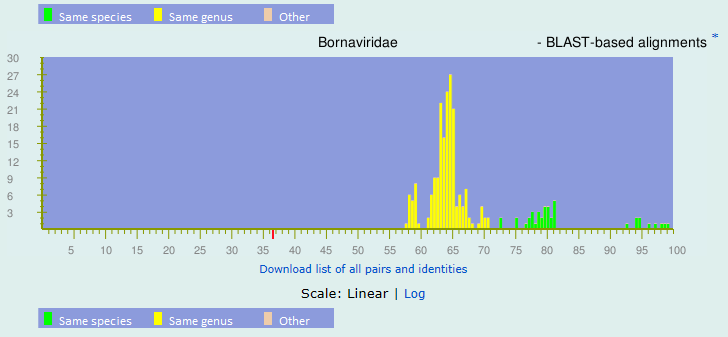 Same species Same genus Other
Bornaviridae - BLAST-based alignments *
30
27
24
21
18
15
12
9
6
3
5 10 15 20 25 30 35 40 45 50 55 60 65 70 75 80 85 90 95 100
Download list of all pairs and identities
Scale: Linear | Log
Same species Same genus Other